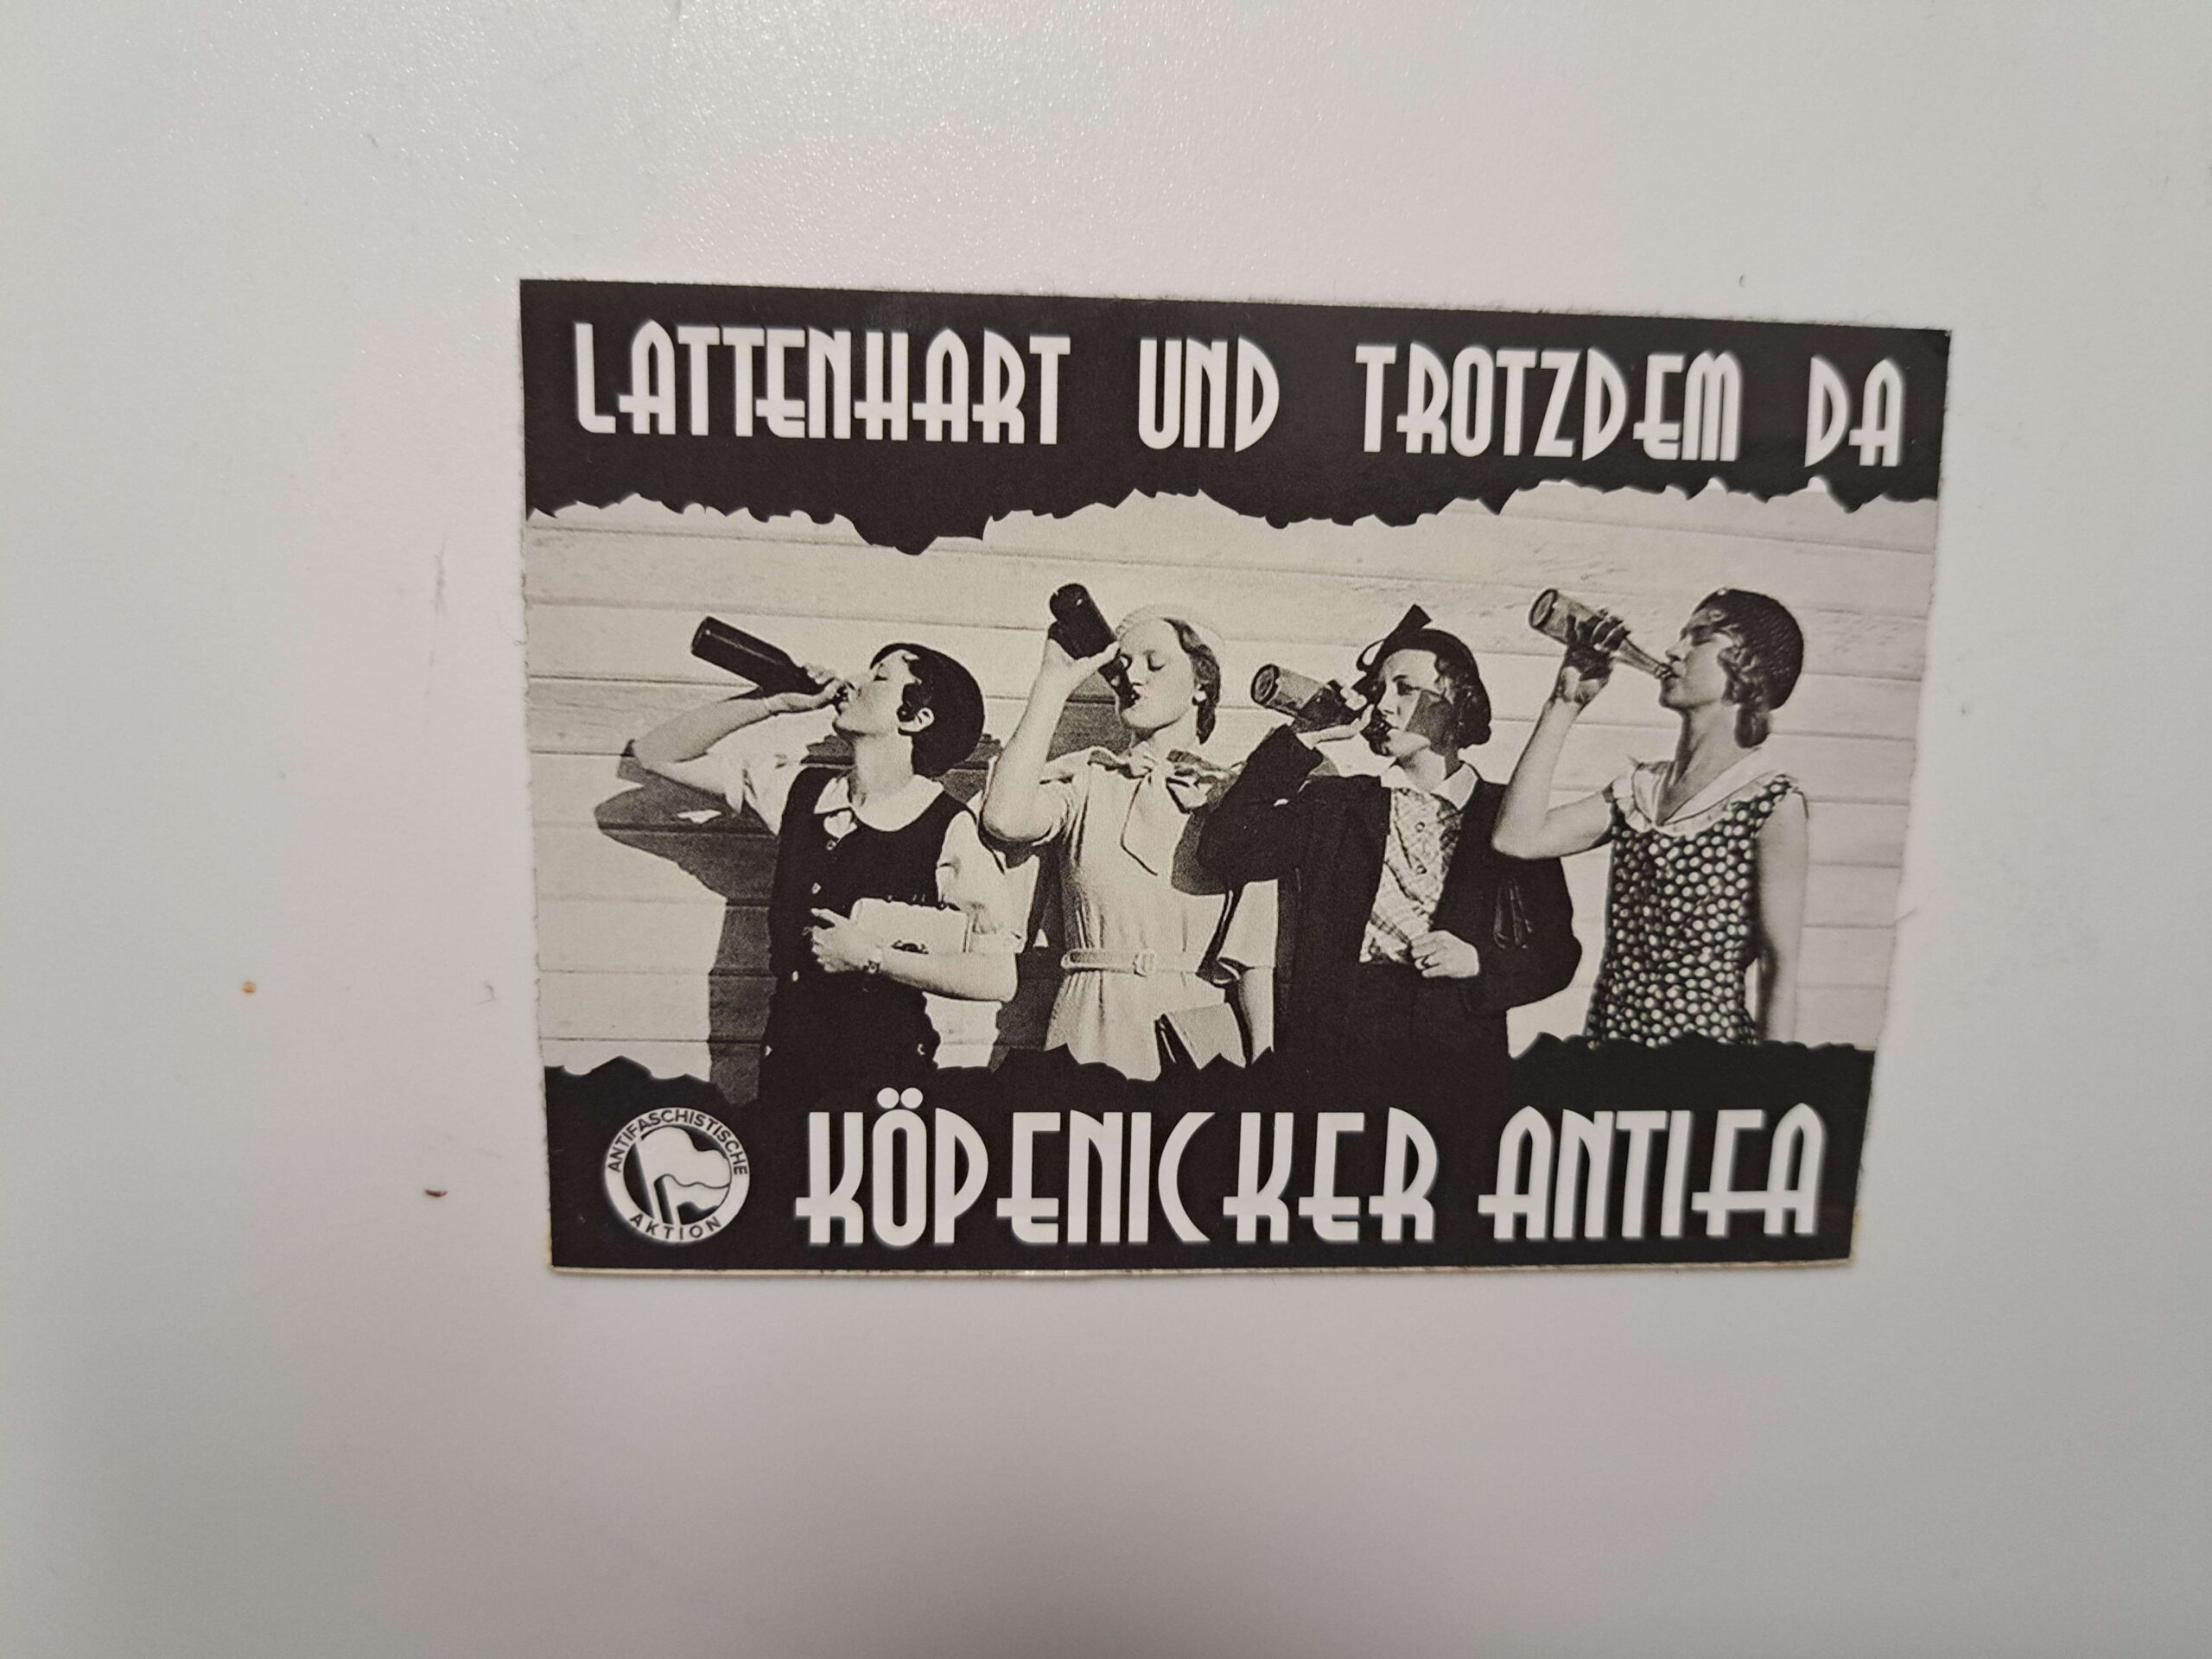 LATTENHART UND TROTZDEM DA
ANTIFASCHISTISCHE
AKTION
KÖPENICKER ANTIFA